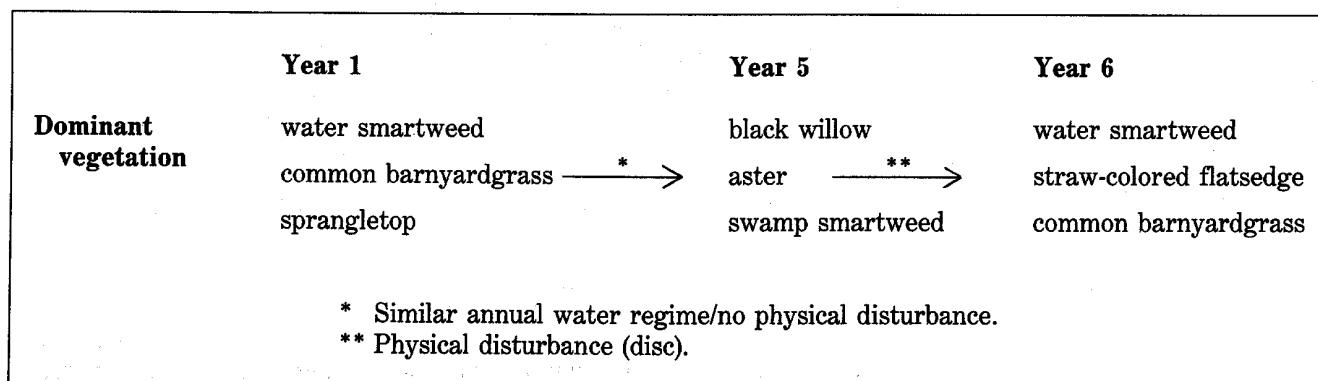 Year 1 Year 5 Year 6
Dominant water smartweed black willow water smartweed
vegetation common barnyardgrass * aster ** straw-colored flatsedge
sprangletop swamp smartweed common barnyardgrass
* Similar annual water regime/no physical disturbance.
** Physical disturbance (disc).